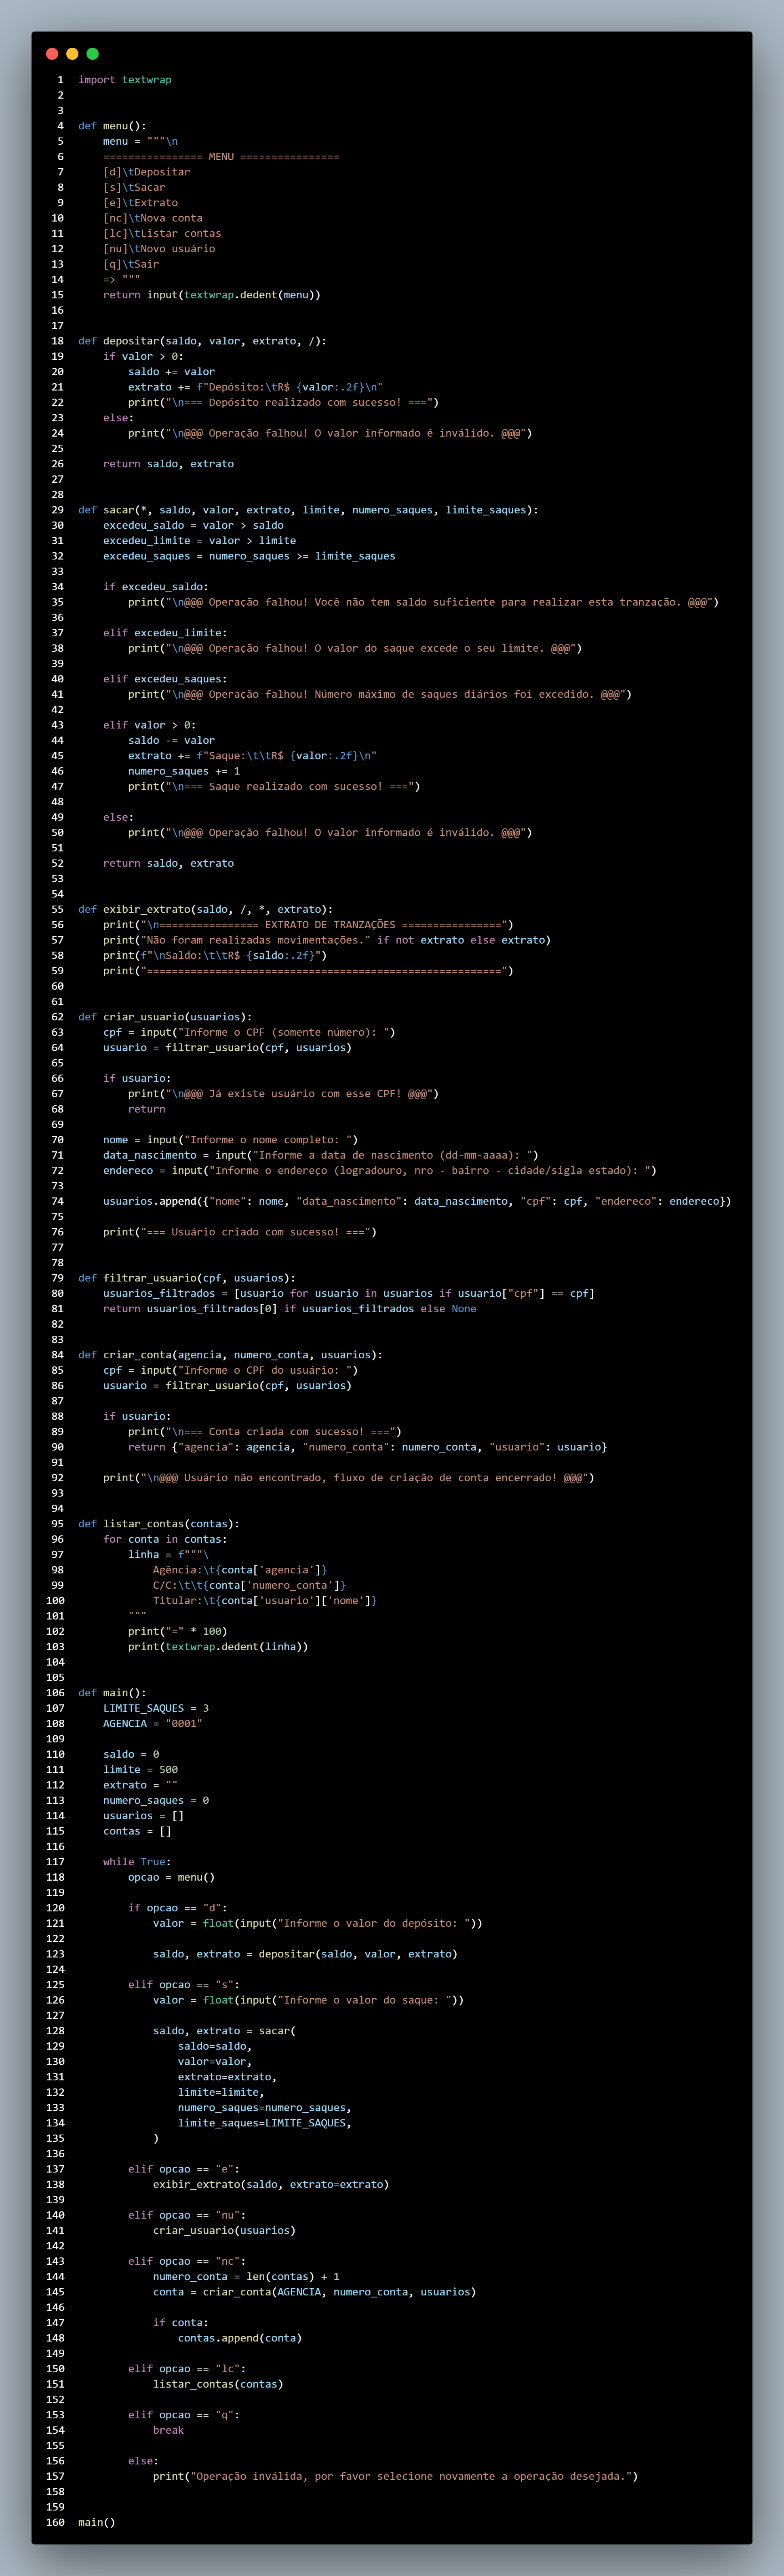 1 import textwrap
2
3
4 def menu():
5     menu = """\n
6     ================ MENU ================
7     [d]\tDepositar
8     [s]\tSacar
9     [e]\tExtrato
10     [nc]\tNova conta
11     [lc]\tListar contas
12     [nu]\tNovo usuário
13     [q]\tSair
14     => """
15     return input(textwrap.dedent(menu))
16
17
18 def depositar(saldo, valor, extrato, /):
19     if valor > 0:
20         saldo += valor
21         extrato += f"Depósito:\tR$ {valor:.2f}\n"
22         print("\n=== Depósito realizado com sucesso! ===")
23     else:
24         print("\n@@@ Operação falhou! O valor informado é inválido. @@@")
25
26     return saldo, extrato
27
28
29 def sacar(*, saldo, valor, extrato, limite, numero_saques, limite_saques):
30     excedeu_saldo = valor > saldo
31     excedeu_limite = valor > limite
32     excedeu_saques = numero_saques >= limite_saques
33
34     if excedeu_saldo:
35         print("\n@@@ Operação falhou! Você não tem saldo suficiente para realizar esta tranzação. @@@")
36
37     elif excedeu_limite:
38         print("\n@@@ Operação falhou! O valor do saque excede o seu limite. @@@")
39
40     elif excedeu_saques:
41         print("\n@@@ Operação falhou! Número máximo de saques diários foi excedido. @@@")
42
43     elif valor > 0:
44         saldo -= valor
45         extrato += f"Saque:\t\tR$ {valor:.2f}\n"
46         numero_saques += 1
47         print("\n=== Saque realizado com sucesso! ===")
48
49     else:
50         print("\n@@@ Operação falhou! O valor informado é inválido. @@@")
51
52     return saldo, extrato
53
54
55 def exibir_extrato(saldo, /, *, extrato):
56     print("\n================ EXTRATO DE TRANZAÇÕES ================")
57     print("Não foram realizadas movimentações." if not extrato else extrato)
58     print(f"\nSaldo:\t\tR$ {saldo:.2f}")
59     print("=========================================================")
60
61
62 def criar_usuario(usuarios):
63     cpf = input("Informe o CPF (somente número): ")
64     usuario = filtrar_usuario(cpf, usuarios)
65
66     if usuario:
67         print("\n@@@ Já existe usuário com esse CPF! @@@")
68         return
69
70     nome = input("Informe o nome completo: ")
71     data_nascimento = input("Informe a data de nascimento (dd-mm-aaaa): ")
72     endereco = input("Informe o endereço (logradouro, nro - bairro - cidade/sigla estado): ")
73
74     usuarios.append({"nome": nome, "data_nascimento": data_nascimento, "cpf": cpf, "endereco": endereco})
75
76     print("=== Usuário criado com sucesso! ===")
77
78
79 def filtrar_usuario(cpf, usuarios):
80     usuarios_filtrados = [usuario for usuario in usuarios if usuario["cpf"] == cpf]
81     return usuarios_filtrados[0] if usuarios_filtrados else None
82
83
84 def criar_conta(agencia, numero_conta, usuarios):
85     cpf = input("Informe o CPF do usuário: ")
86     usuario = filtrar_usuario(cpf, usuarios)
87
88     if usuario:
89         print("\n=== Conta criada com sucesso! ===")
90         return {"agencia": agencia, "numero_conta": numero_conta, "usuario": usuario}
91
92     print("\n@@@ Usuário não encontrado, fluxo de criação de conta encerrado! @@@")
93
94
95 def listar_contas(contas):
96     for conta in contas:
97         linha = f"""\
98             Agência:\t{conta['agencia']}
99             C/C:\t\t{conta['numero_conta']}
100             Titular:\t{conta['usuario']['nome']}
101         """
102         print("=" * 100)
103         print(textwrap.dedent(linha))
104
105
106 def main():
107     LIMITE_SAQUES = 3
108     AGENCIA = "0001"
109
110     saldo = 0
111     limite = 500
112     extrato = ""
113     numero_saques = 0
114     usuarios = []
115     contas = []
116
117     while True:
118         opcao = menu()
119
120         if opcao == "d":
121             valor = float(input("Informe o valor do depósito: "))
122
123             saldo, extrato = depositar(saldo, valor, extrato)
124
125         elif opcao == "s":
126             valor = float(input("Informe o valor do saque: "))
127
128             saldo, extrato = sacar(
129                 saldo=saldo,
130                 valor=valor,
131                 extrato=extrato,
132                 limite=limite,
133                 numero_saques=numero_saques,
134                 limite_saques=LIMITE_SAQUES,
135             )
136
137         elif opcao == "e":
138             exibir_extrato(saldo, extrato=extrato)
139
140         elif opcao == "nu":
141             criar_usuario(usuarios)
142
143         elif opcao == "nc":
144             numero_conta = len(contas) + 1
145             conta = criar_conta(AGENCIA, numero_conta, usuarios)
146
147             if conta:
148                 contas.append(conta)
149
150         elif opcao == "lc":
151             listar_contas(contas)
152
153         elif opcao == "q":
154             break
155
156         else:
157             print("Operação inválida, por favor selecione novamente a operação desejada.")
158
159
160 main()